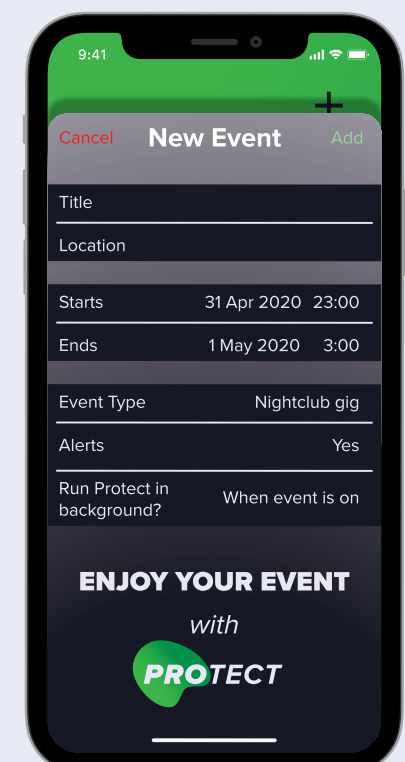 9:41
Cancel New Event Add
Title
Location
Starts 31 Apr 2020 23:00
Ends 1 May 2020 3:00
Event Type Nightclub gig
Alerts Yes
Run Protect in
background? When event is on
ENJOY YOUR EVENT
with
PROTECT